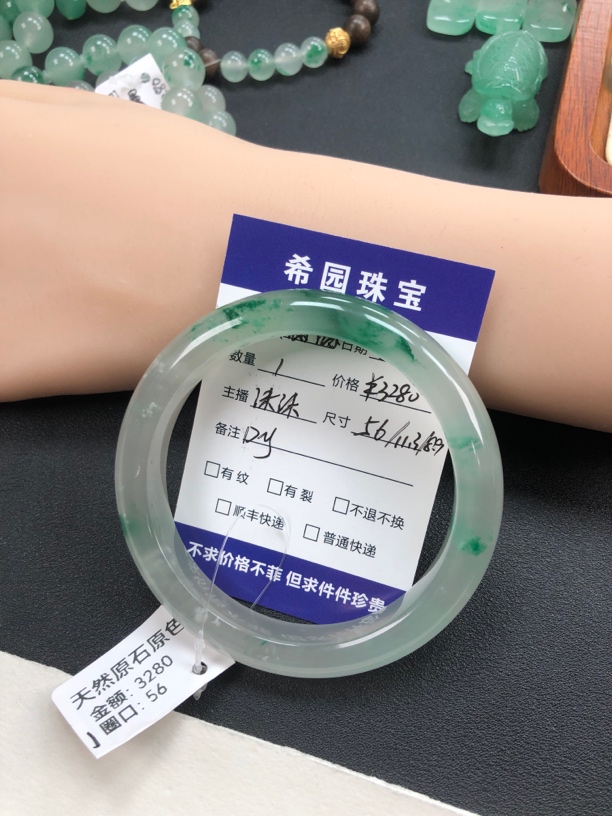 希园珠宝
日期
数量 1 价格 ¥3280
主播 沐沐 尺寸 56/11.3/8.9
备注 Dy
□有纹 □有裂 □不退不换
□顺丰快递 □普通快递
不求价格不菲 但求件件珍贵
天然原石原色
金额: 3280
圈口: 56